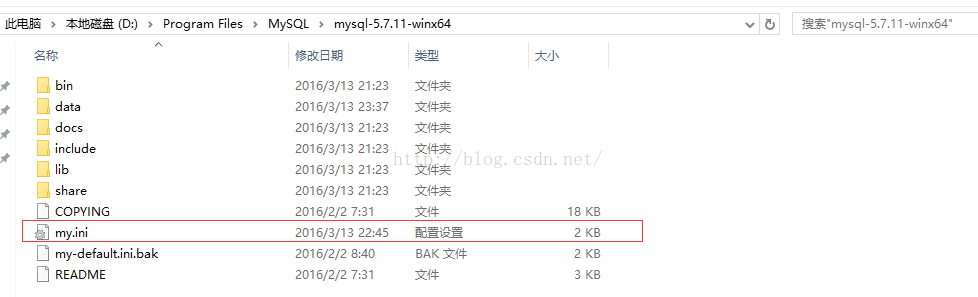 此电脑 > 本地磁盘 (D:) > Program Files > MySQL > mysql-5.7.11-winx64 搜索"mysql-5.7.11-winx64"
名称 修改日期 类型 大小
bin 2016/3/13 21:23 文件夹
data 2016/3/13 23:37 文件夹
docs 2016/3/13 21:23 文件夹
include 2016/3/13 21:23 文件夹
http://blog.csdn.net/
lib 2016/3/13 21:23 文件夹
share 2016/3/13 21:23 文件夹
COPYING 2016/2/2 7:31 文件 18 KB
my.ini 2016/3/13 22:45 配置设置 2 KB
my-default.ini.bak 2016/2/2 8:40 BAK 文件 2 KB
README 2016/2/2 7:31 文件 3 KB